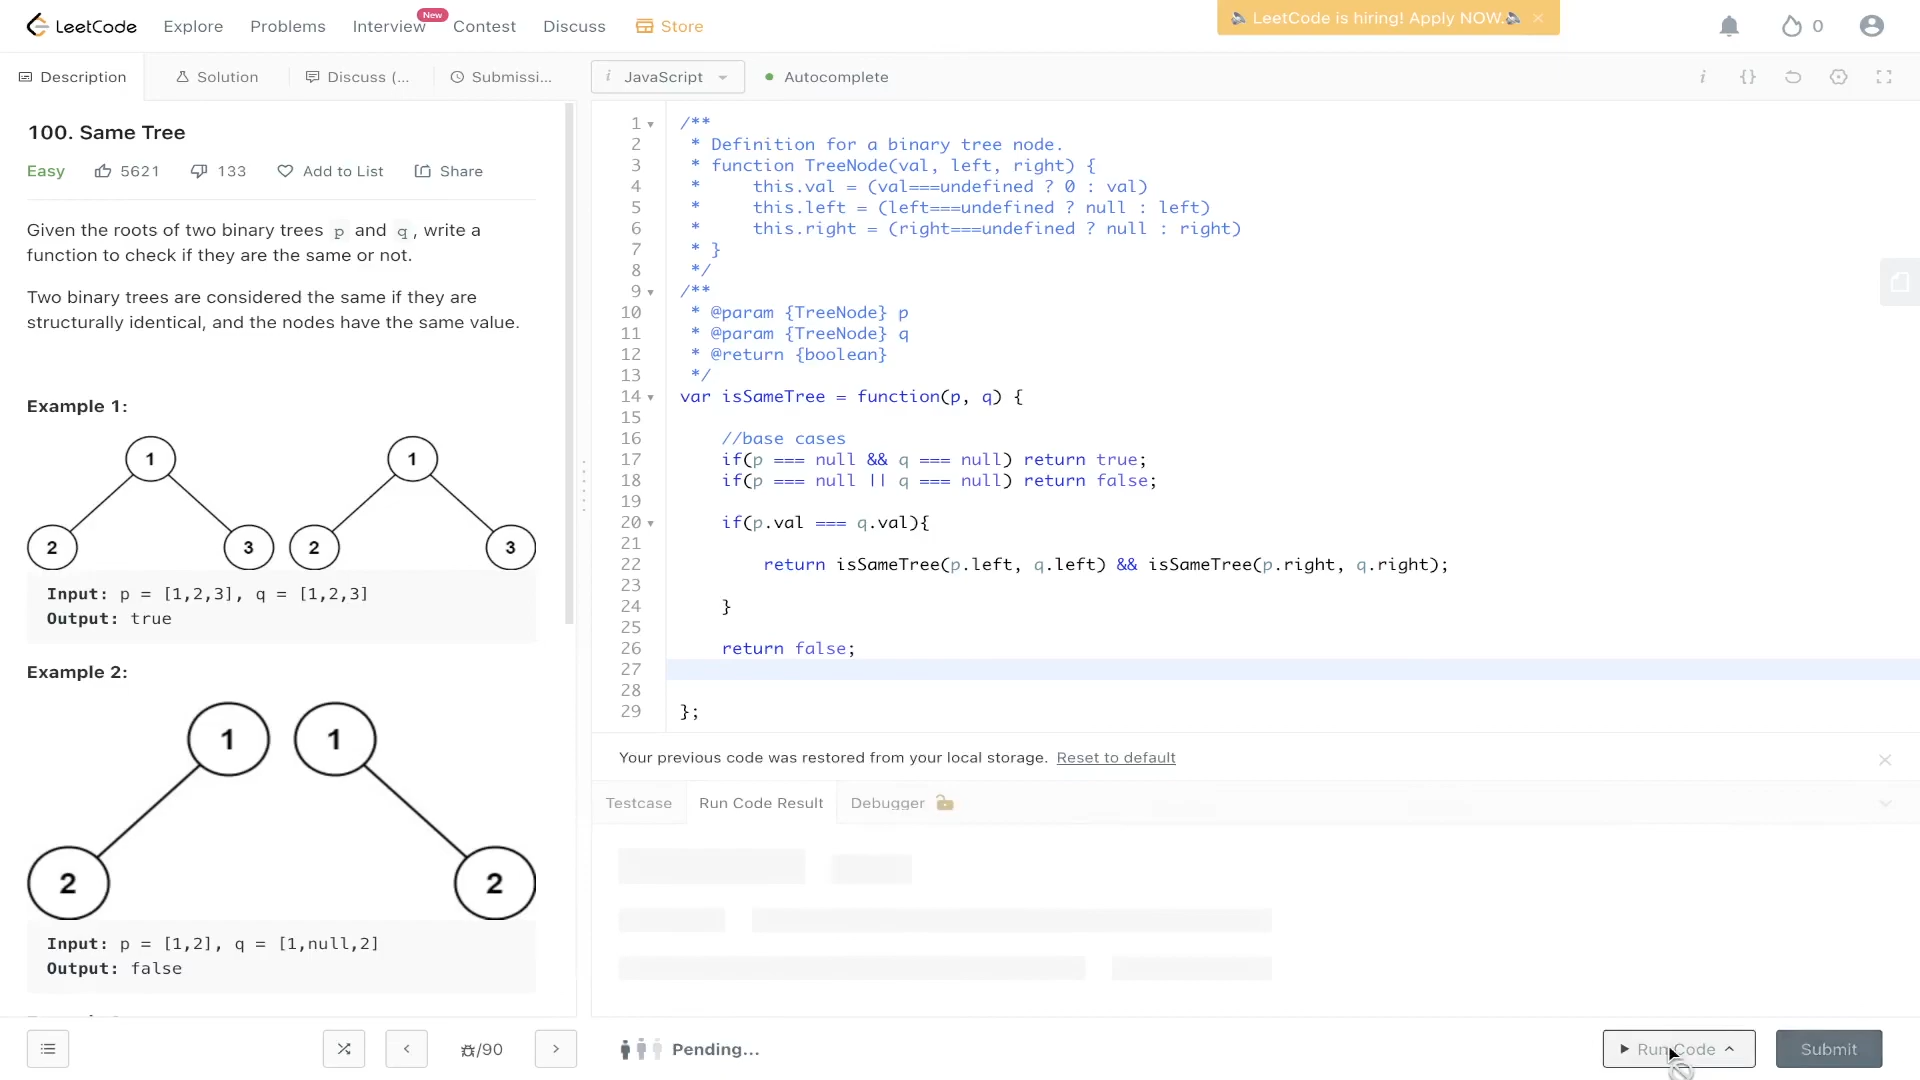 LeetCode
Explore
Problems
Interview
New
Contest
Discuss
Store
LeetCode is hiring! Apply NOW.
0
Description
Solution
Discuss (...
Submissi...
i JavaScript
Autocomplete
100. Same Tree
Easy 5621 133 Add to List Share
Given the roots of two binary trees p and q, write a
function to check if they are the same or not.
Two binary trees are considered the same if they are
structurally identical, and the nodes have the same value.
Example 1:
1 1
2 3 2 3
Input: p = [1,2,3], q = [1,2,3]
Output: true
Example 2:
1 1
2 2
Input: p = [1,2], q = [1,null,2]
Output: false
/90
1 /**
2 * Definition for a binary tree node.
3 * function TreeNode(val, left, right) {
4 *     this.val = (val===undefined ? 0 : val)
5 *     this.left = (left===undefined ? null : left)
6 *     this.right = (right===undefined ? null : right)
7 * }
8 */
9 /**
10 * @param {TreeNode} p
11 * @param {TreeNode} q
12 * @return {boolean}
13 */
14 var isSameTree = function(p, q) {
15
16     //base cases
17     if(p === null && q === null) return true;
18     if(p === null || q === null) return false;
19
20     if(p.val === q.val){
21
22         return isSameTree(p.left, q.left) && isSameTree(p.right, q.right);
23
24     }
25
26     return false;
27
28
29 };
Your previous code was restored from your local storage. Reset to default
Testcase
Run Code Result
Debugger
Pending...
Run Code
Submit